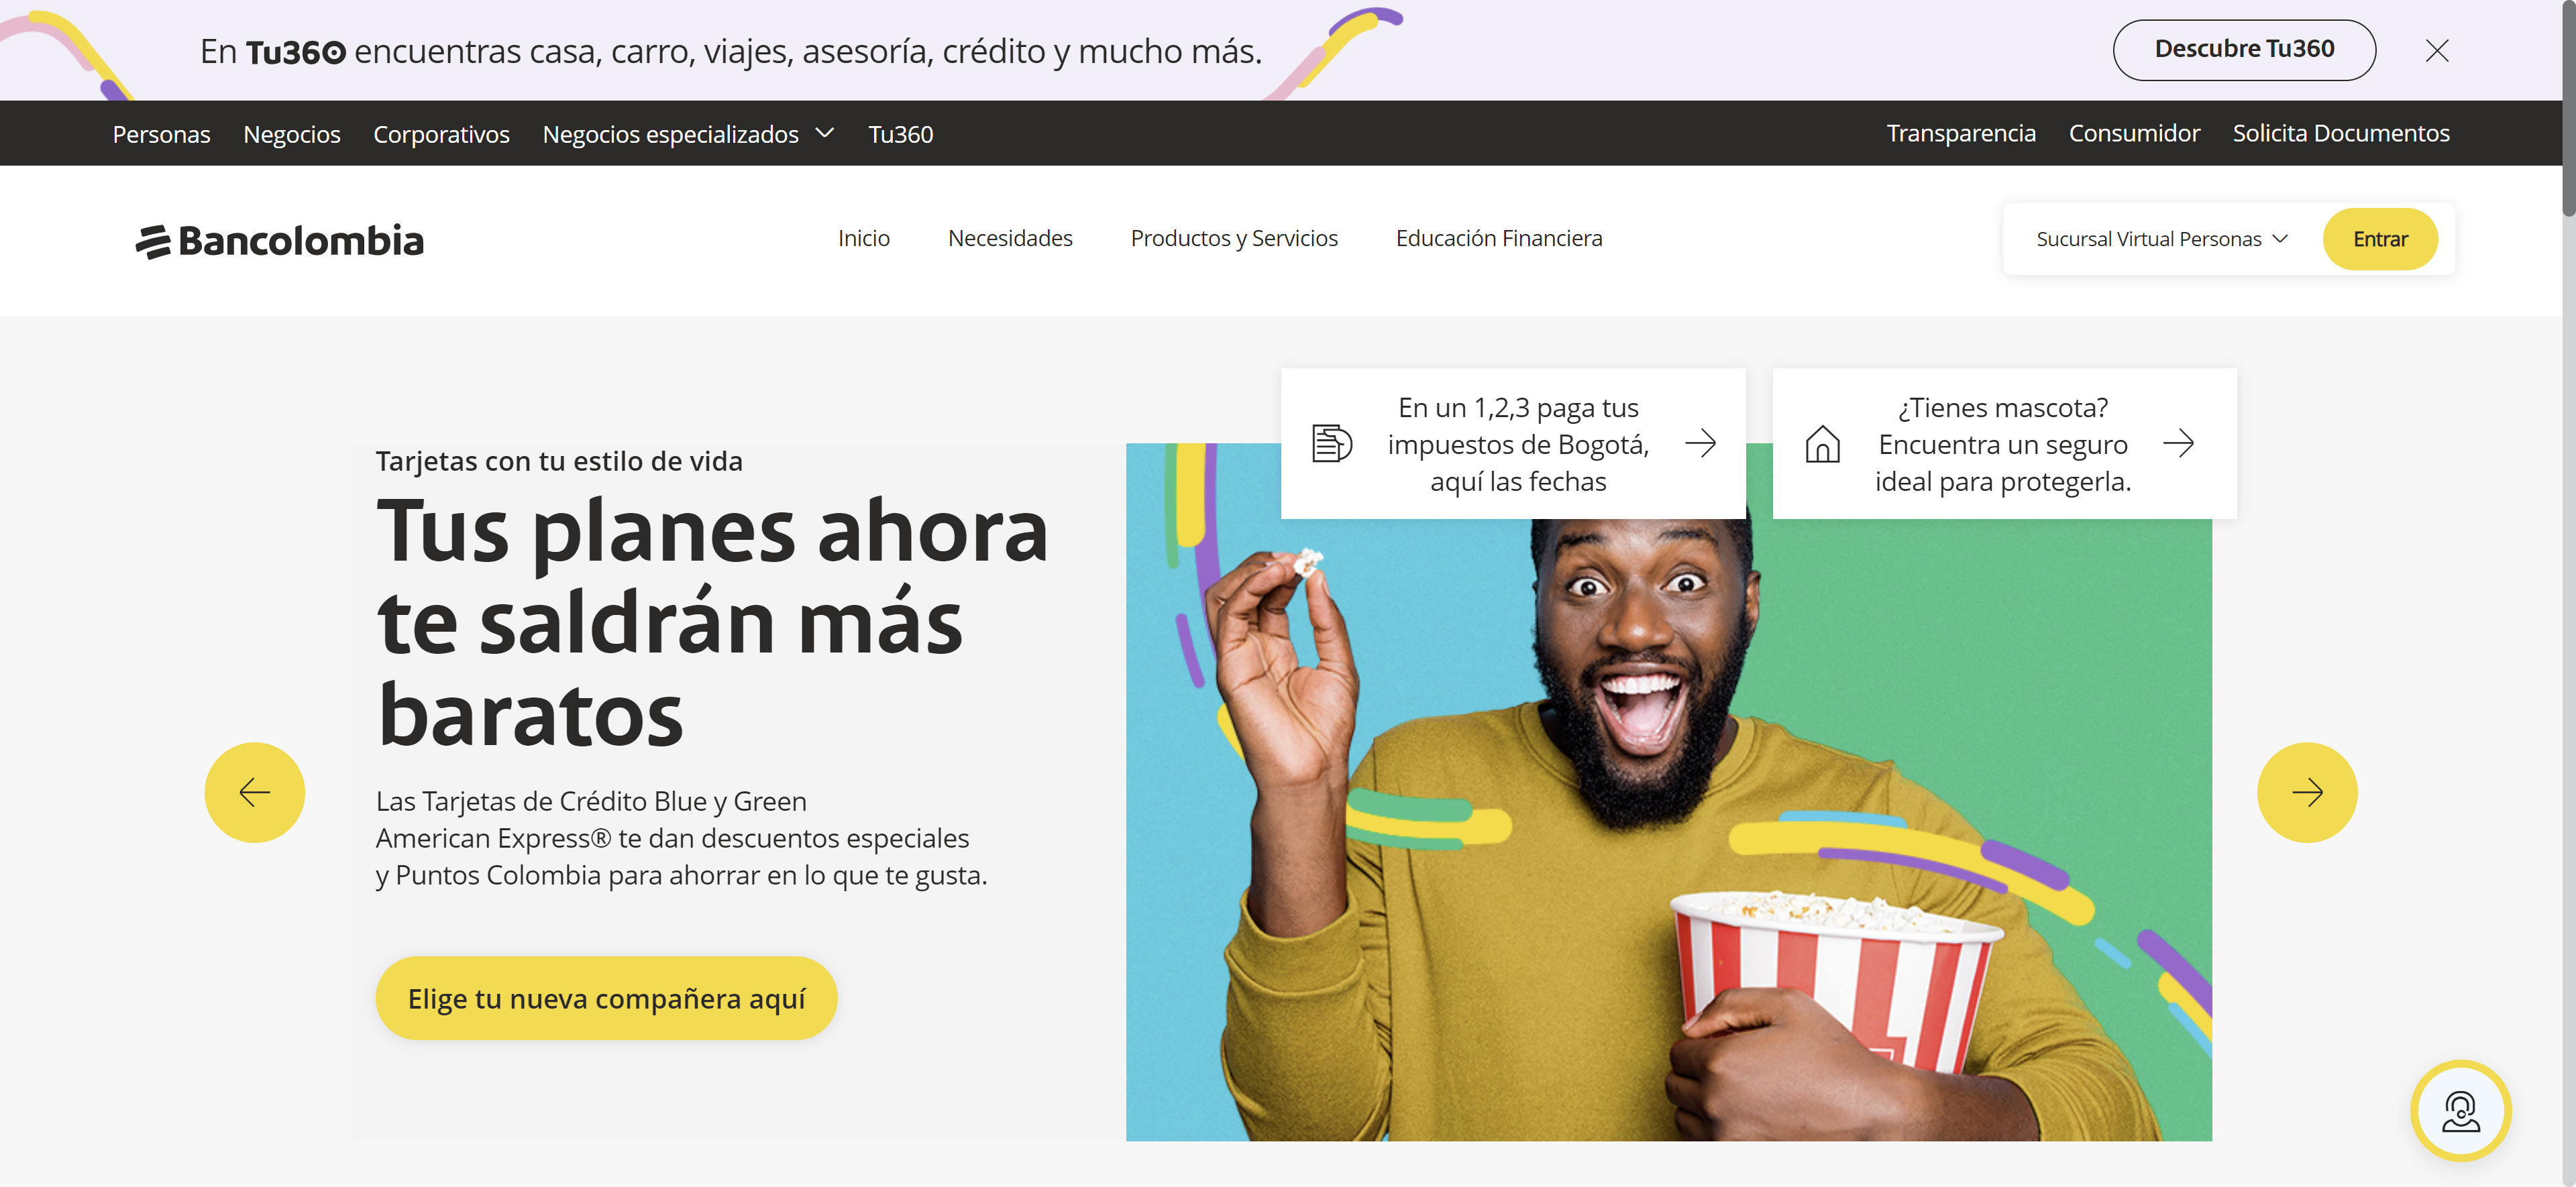 En Tu360 encuentras casa, carro, viajes, asesoría, crédito y mucho más.
Descubre Tu360
Personas Negocios Corporativos Negocios especializados Tu360
Transparencia Consumidor Solicita Documentos
Bancolombia
Inicio Necesidades Productos y Servicios Educación Financiera
Sucursal Virtual Personas
Entrar
En un 1,2,3 paga tus
impuestos de Bogotá,
aquí las fechas
¿Tienes mascota?
Encuentra un seguro
ideal para protegerla.
Tarjetas con tu estilo de vida
Tus planes ahora
te saldrán más
baratos
Las Tarjetas de Crédito Blue y Green
American Express® te dan descuentos especiales
y Puntos Colombia para ahorrar en lo que te gusta.
Elige tu nueva compañera aquí